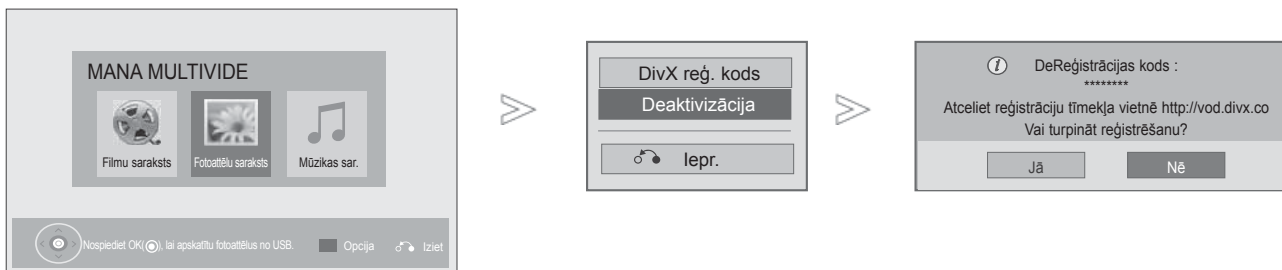 MANA MULTIVIDE
Filmu saraksts
Fotoattēlu saraksts
Mūzikas sar.
Nospiediet OK(◉), lai apskatītu fotoattēlus no USB.
Opcija
Iziet
DivX reģ. kods
Deaktivizācija
Iepr.
DeReģistrācijas kods :
********
Atceliet reģistrāciju tīmekļa vietnē http://vod.divx.co
Vai turpināt reģistrēšanu?
Jā
Nē